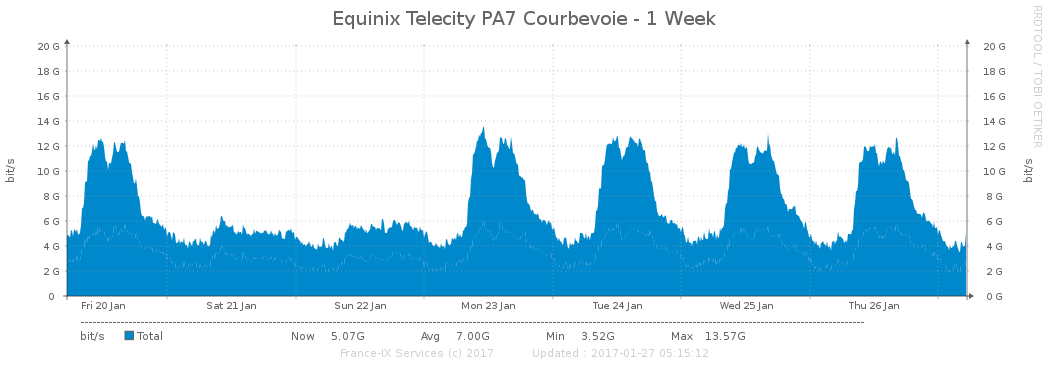 Equinix Telecity PA7 Courbevoie - 1 Week
RRDTOOL / TOBI OETIKER
bit/s
20 G
18 G
16 G
14 G
12 G
10 G
8 G
6 G
4 G
2 G
0
20 G
18 G
16 G
14 G
12 G
10 G
8 G
6 G
4 G
2 G
0 G
bit/s
Fri 20 Jan Sat 21 Jan Sun 22 Jan Mon 23 Jan Tue 24 Jan Wed 25 Jan Thu 26 Jan
bit/s Total Now 5.07G Avg 7.00G Min 3.52G Max 13.57G
France-IX Services (c) 2017 Updated : 2017-01-27 05:15:12